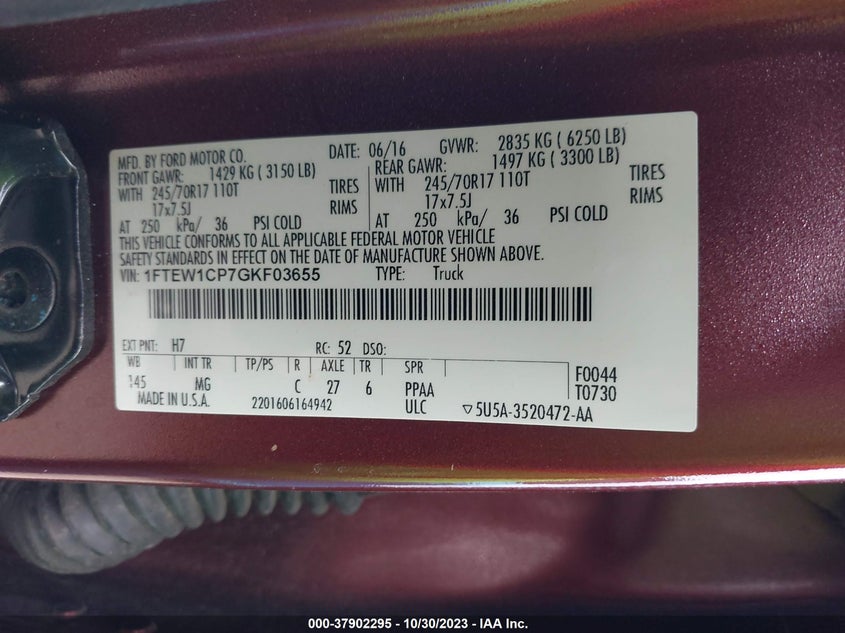 MFD. BY FORD MOTOR CO.
DATE: 06/16 GVWR: 2835 KG ( 6250 LB)
FRONT GAWR: 1429 KG ( 3150 LB) REAR GAWR: 1497 KG ( 3300 LB)
WITH 245/70R17 110T TIRES WITH 245/70R17 110T TIRES
17x7.5J RIMS 17x7.5J RIMS
AT 250 kPa/ 36 PSI COLD AT 250 kPa/ 36 PSI COLD
THIS VEHICLE CONFORMS TO ALL APPLICABLE FEDERAL MOTOR VEHICLE
SAFETY STANDARDS IN EFFECT ON THE DATE OF MANUFACTURE SHOWN ABOVE.
VIN: 1FTEW1CP7GKF03655 TYPE: Truck
EXT PNT: H7 RC: 52 DSO:
WB INT TR TP/PS R AXLE TR SPR F0044
145 MG C 27 6 PPAA T0730
MADE IN U.S.A. 2201606164942 ULC ▽5U5A-3520472-AA
000-37902295 - 10/30/2023 - IAA Inc.